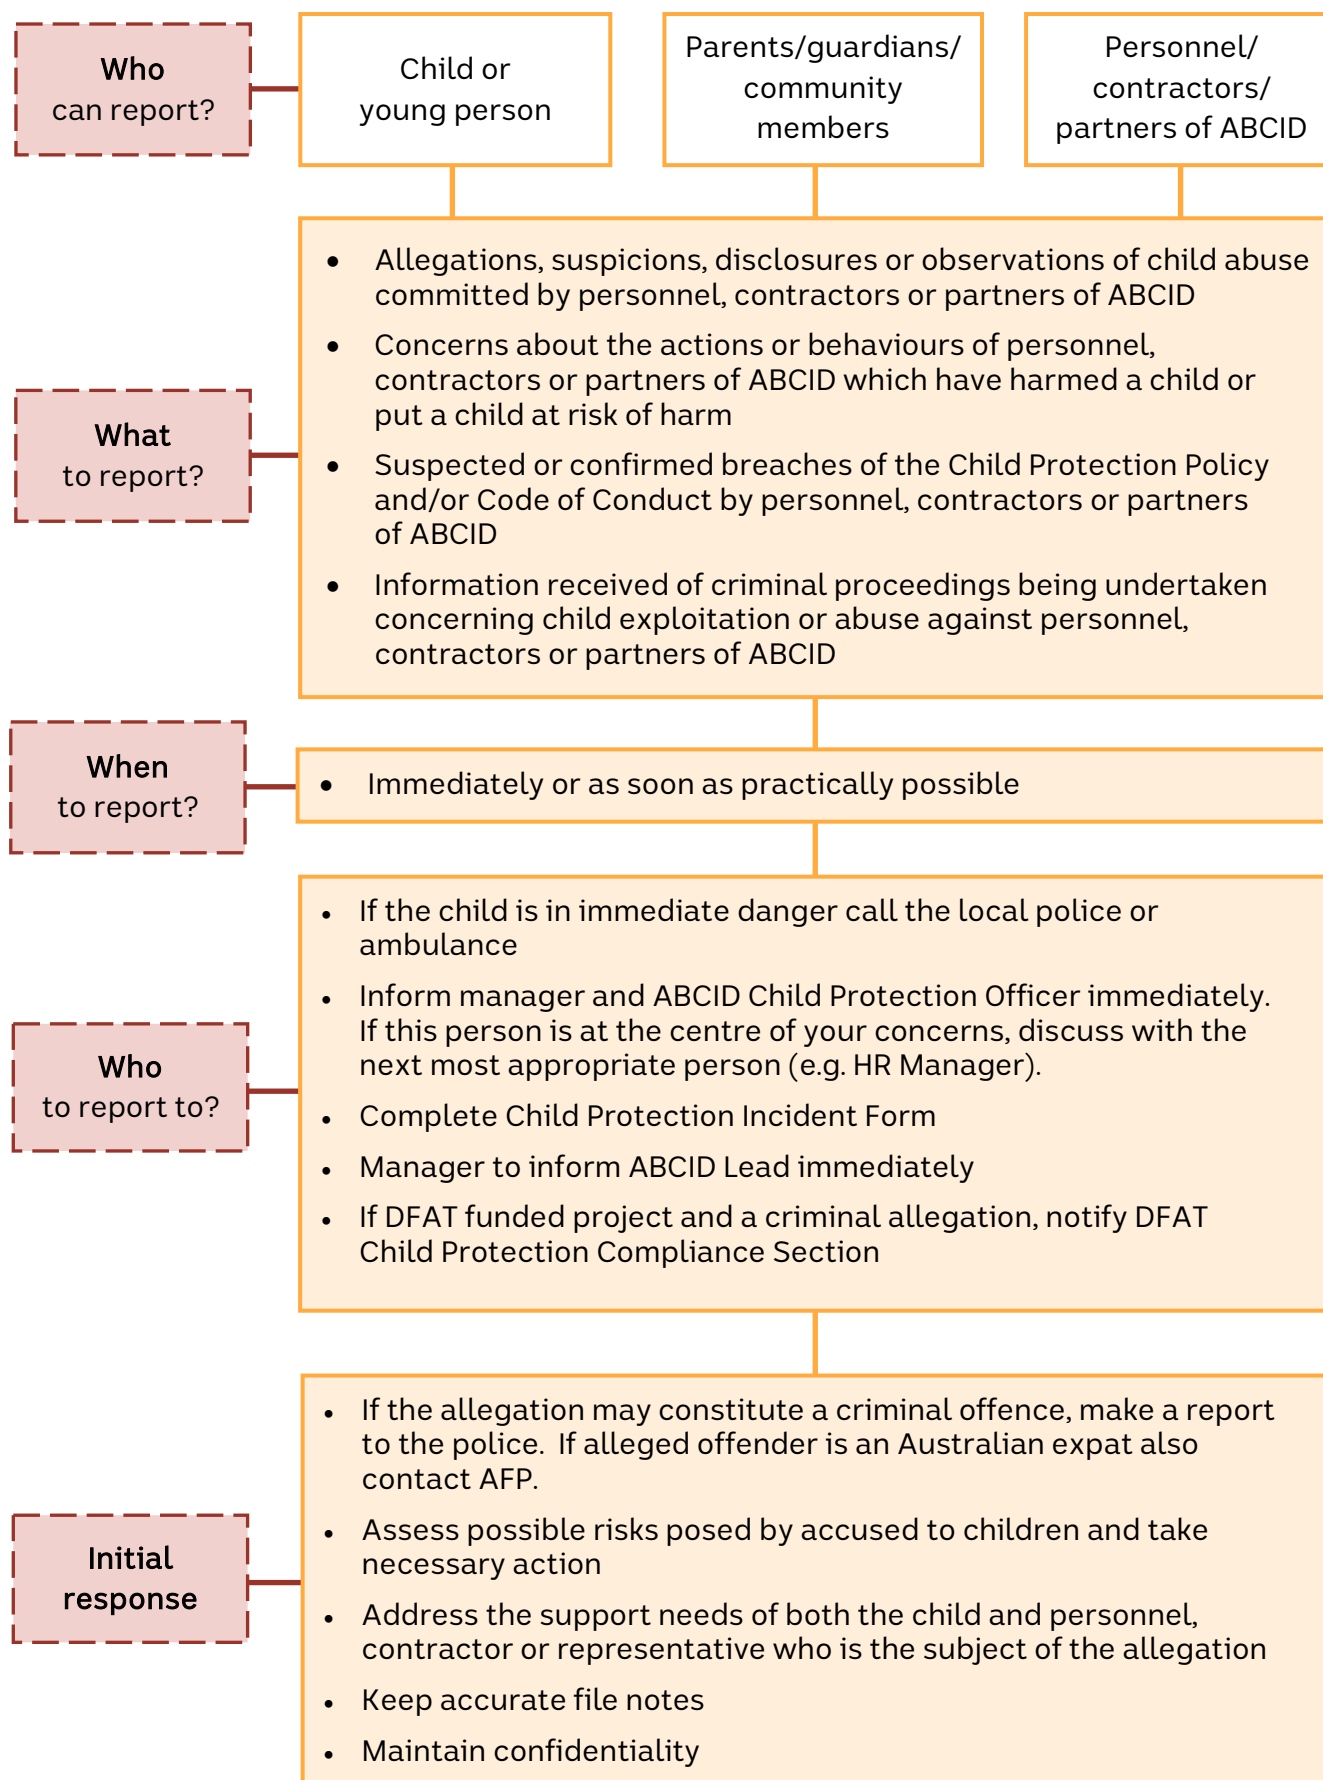 Who
can report?
Child or
young person
Parents/guardians/
community
members
Personnel/
contractors/
partners of ABCID
What
to report?
• Allegations, suspicions, disclosures or observations of child abuse
committed by personnel, contractors or partners of ABCID
• Concerns about the actions or behaviours of personnel,
contractors or partners of ABCID which have harmed a child or
put a child at risk of harm
• Suspected or confirmed breaches of the Child Protection Policy
and/or Code of Conduct by personnel, contractors or partners
of ABCID
• Information received of criminal proceedings being undertaken
concerning child exploitation or abuse against personnel,
contractors or partners of ABCID
When
to report?
• Immediately or as soon as practically possible
Who
to report to?
• If the child is in immediate danger call the local police or
ambulance
• Inform manager and ABCID Child Protection Officer immediately.
If this person is at the centre of your concerns, discuss with the
next most appropriate person (e.g. HR Manager).
• Complete Child Protection Incident Form
• Manager to inform ABCID Lead immediately
• If DFAT funded project and a criminal allegation, notify DFAT
Child Protection Compliance Section
Initial
response
• If the allegation may constitute a criminal offence, make a report
to the police. If alleged offender is an Australian expat also
contact AFP.
• Assess possible risks posed by accused to children and take
necessary action
• Address the support needs of both the child and personnel,
contractor or representative who is the subject of the allegation
• Keep accurate file notes
• Maintain confidentiality